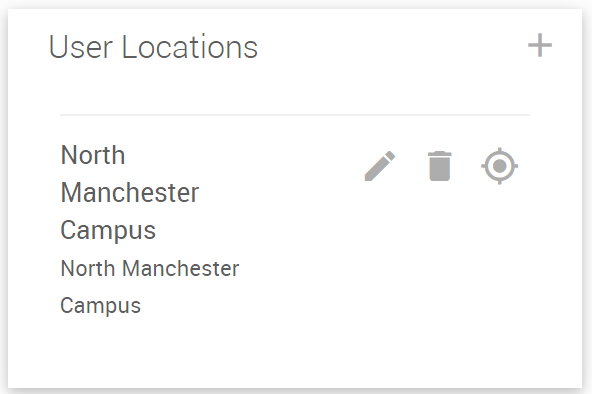 User Locations
North
Manchester
Campus
North Manchester
Campus